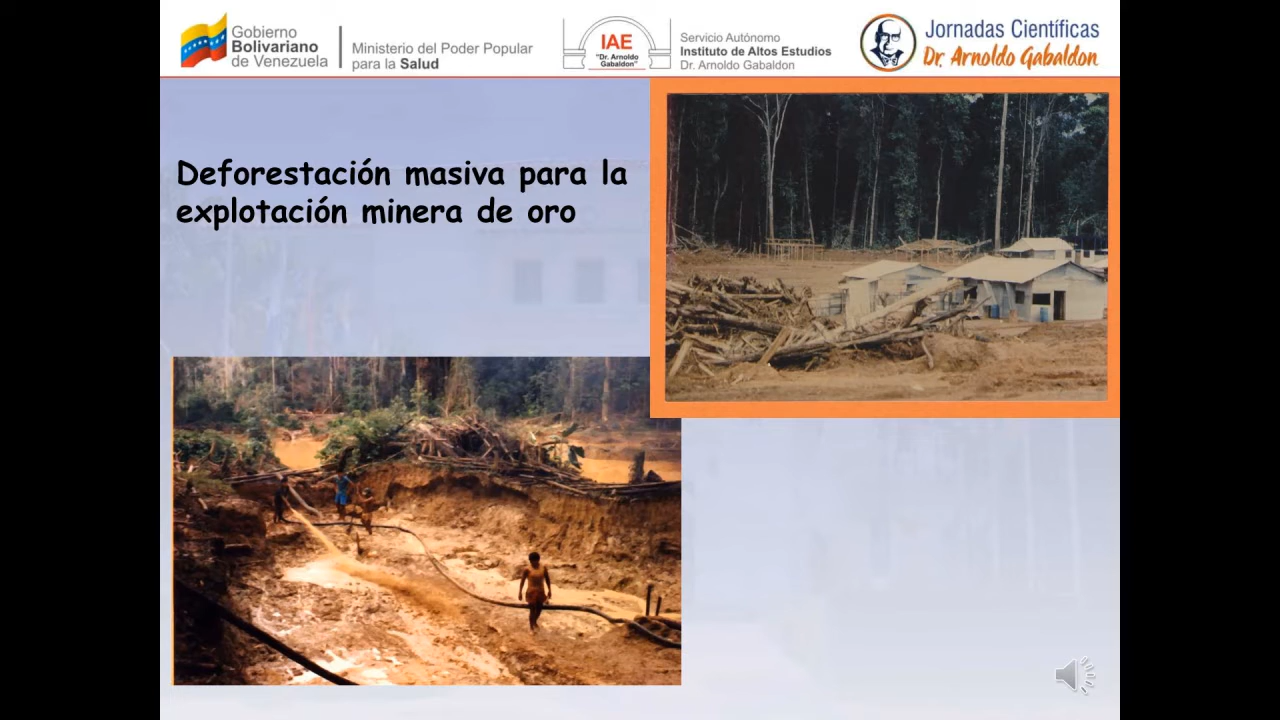 Gobierno
Bolivariano
de Venezuela
Ministerio del Poder Popular
para la Salud
IAE
"Dr. Arnoldo
Gabaldon"
Servicio Autónomo
Instituto de Altos Estudios
Dr. Arnoldo Gabaldon
Jornadas Científicas
Dr. Arnoldo Gabaldon
Deforestación masiva para la
explotación minera de oro